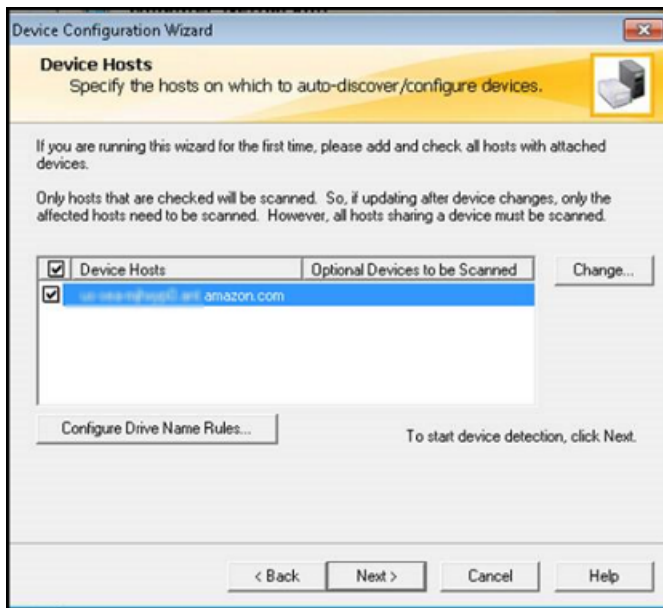 Device Configuration Wizard
Device Hosts
Specify the hosts on which to auto-discover/configure devices.
If you are running this wizard for the first time, please add and check all hosts with attached
devices.
Only hosts that are checked will be scanned. So, if updating after device changes, only the
affected hosts need to be scanned. However, all hosts sharing a device must be scanned.
Device Hosts Optional Devices to be Scanned Change...
amazon.com
Configure Drive Name Rules... To start device detection, click Next.
< Back Next > Cancel Help